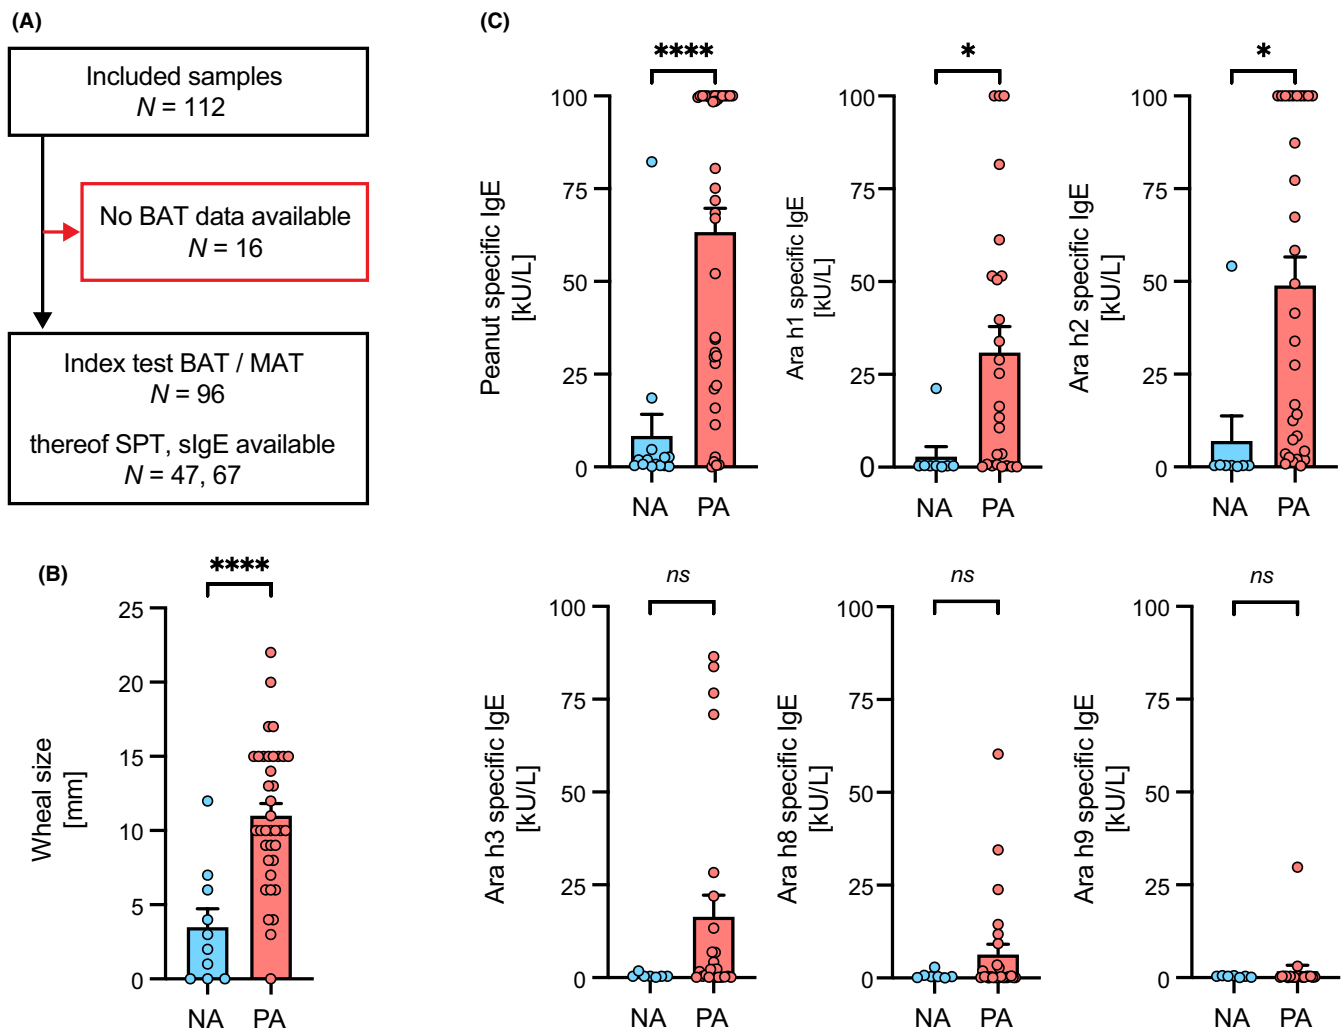 (A)
Included samples
N = 112
No BAT data available
N = 16
Index test BAT / MAT
N = 96
thereof SPT, sIgE available
N = 47, 67
(B)
****
Wheal size
[mm]
25
20
15
10
5
0
NA PA
(C)
****
Peanut specific IgE
[kU/L]
100
75
50
25
0
NA PA
*
Ara h1 specific IgE
[kU/L]
100
75
50
25
0
NA PA
*
Ara h2 specific IgE
[kU/L]
100
75
50
25
0
NA PA
ns
Ara h3 specific IgE
[kU/L]
100
75
50
25
0
NA PA
ns
Ara h8 specific IgE
[kU/L]
100
75
50
25
0
NA PA
ns
Ara h9 specific IgE
[kU/L]
100
75
50
25
0
NA PA